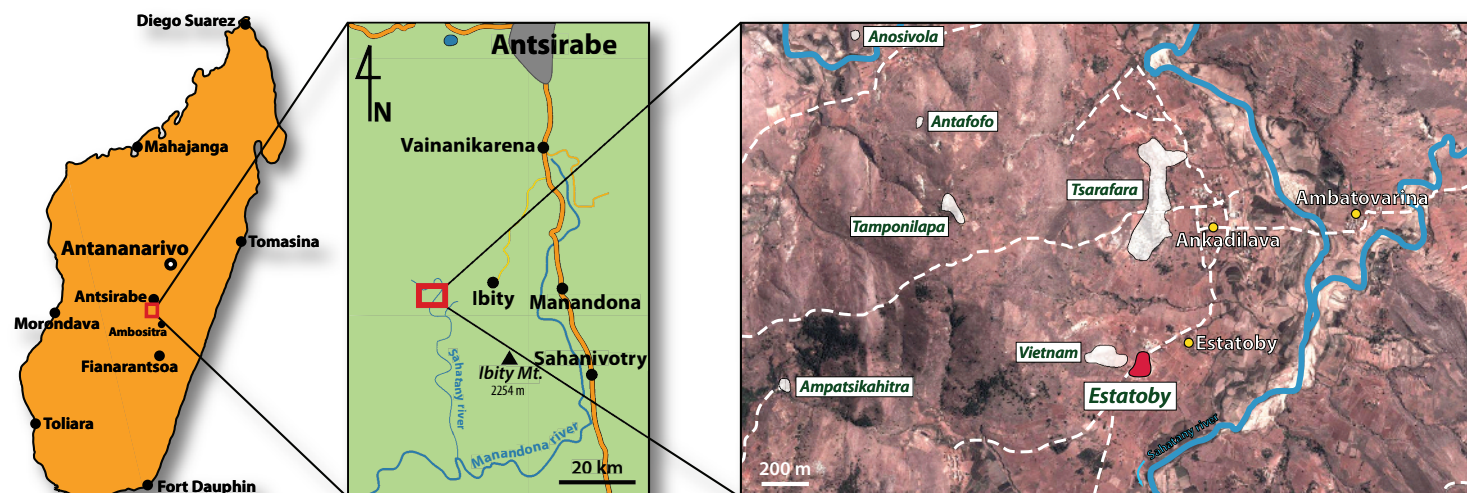 Diego Suarez
Mahajanga
Antananarivo
Tomasina
Antsirabe
Morondava
Ambositra
Fianarantsoa
Toliara
Fort Dauphin
Antsirabe
N
Vainanikarena
Ibity
Manandona
Sahanivotry
Ibity Mt.
2254 m
Sahatany river
Manandona river
20 km
Anosivola
Antafofo
Tsarafara
Tamponilapa
Ambatovarina
Ankadilava
Estatoby
Vietnam
Ampatsikahitra
Estatoby
Sahatany river
200 m